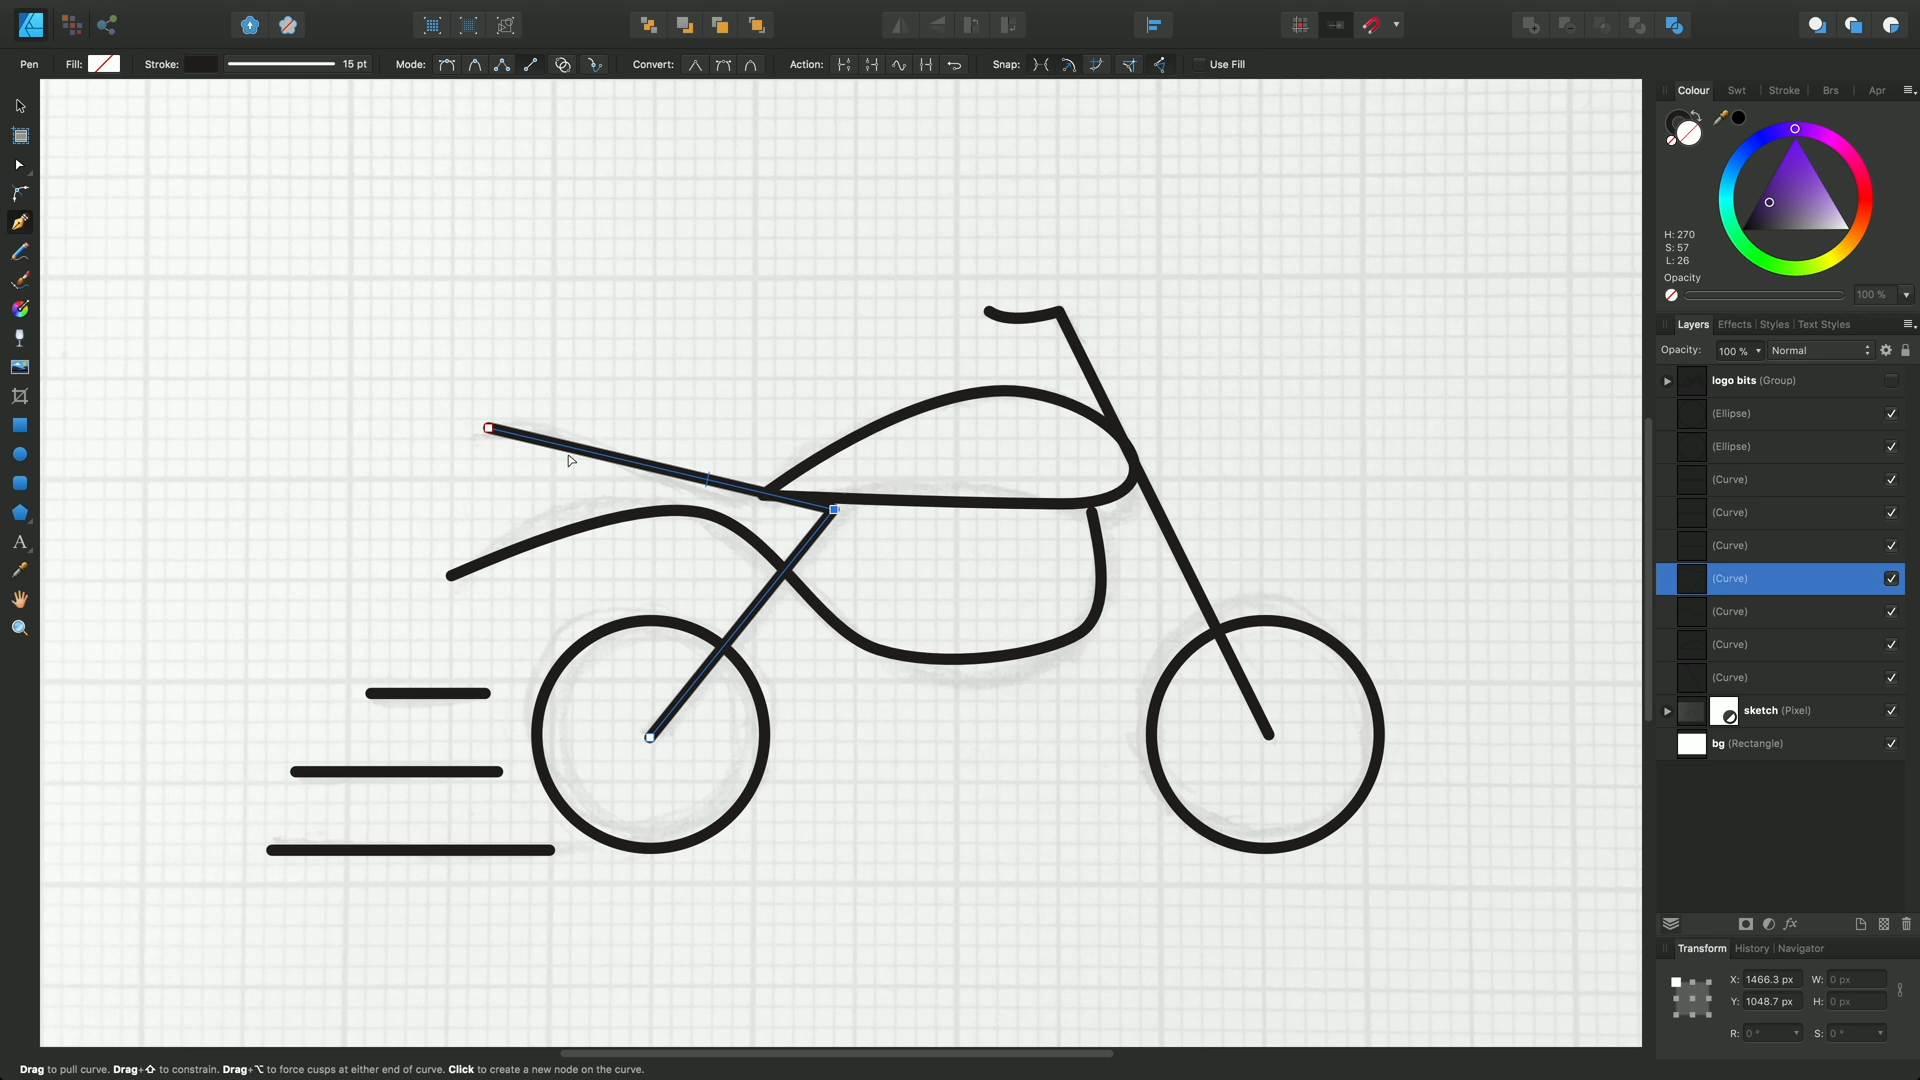 Pen Fill: Stroke: 15 pt Mode: Convert: Action: Snap: Use Fill
Colour Swt Stroke Brs Apr
H: 270
S: 57
L: 26
Opacity
100 %
Layers Effects Styles Text Styles
Opacity: 100 % Normal
logo bits (Group)
(Ellipse)
(Ellipse)
(Curve)
(Curve)
(Curve)
(Curve)
(Curve)
(Curve)
(Curve)
sketch (Pixel)
bg (Rectangle)
fx
Transform History Navigator
X: 1466.3 px W: 0 px
Y: 1048.7 px H: 0 px
R: 0 ° S: 0 °
Drag to pull curve. Drag+⇧ to constrain. Drag+⌥ to force cusps at either end of curve. Click to create a new node on the curve.